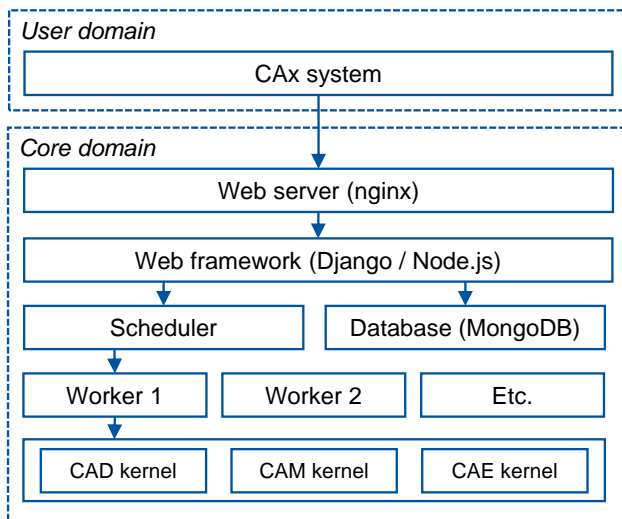 User domain
CAx system
Core domain
Web server (nginx)
Web framework (Django / Node.js)
Scheduler
Database (MongoDB)
Worker 1
Worker 2
Etc.
CAD kernel
CAM kernel
CAE kernel